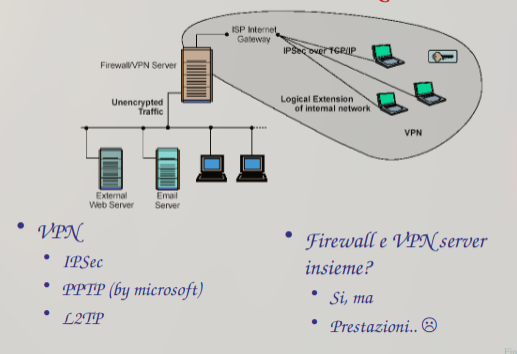 ISP Internet
Gateway
IPSec over TCP/IP
Firewall/VPN Server
Unencrypted
Traffic
Logical Extension
of internal network
VPN
External
Web Server
Email
Server
• VPN
• IPSec
• PPTP (by microsoft)
• L2TP
• Firewall e VPN server
insieme?
• Si, ma
• Prestazioni.. ☹